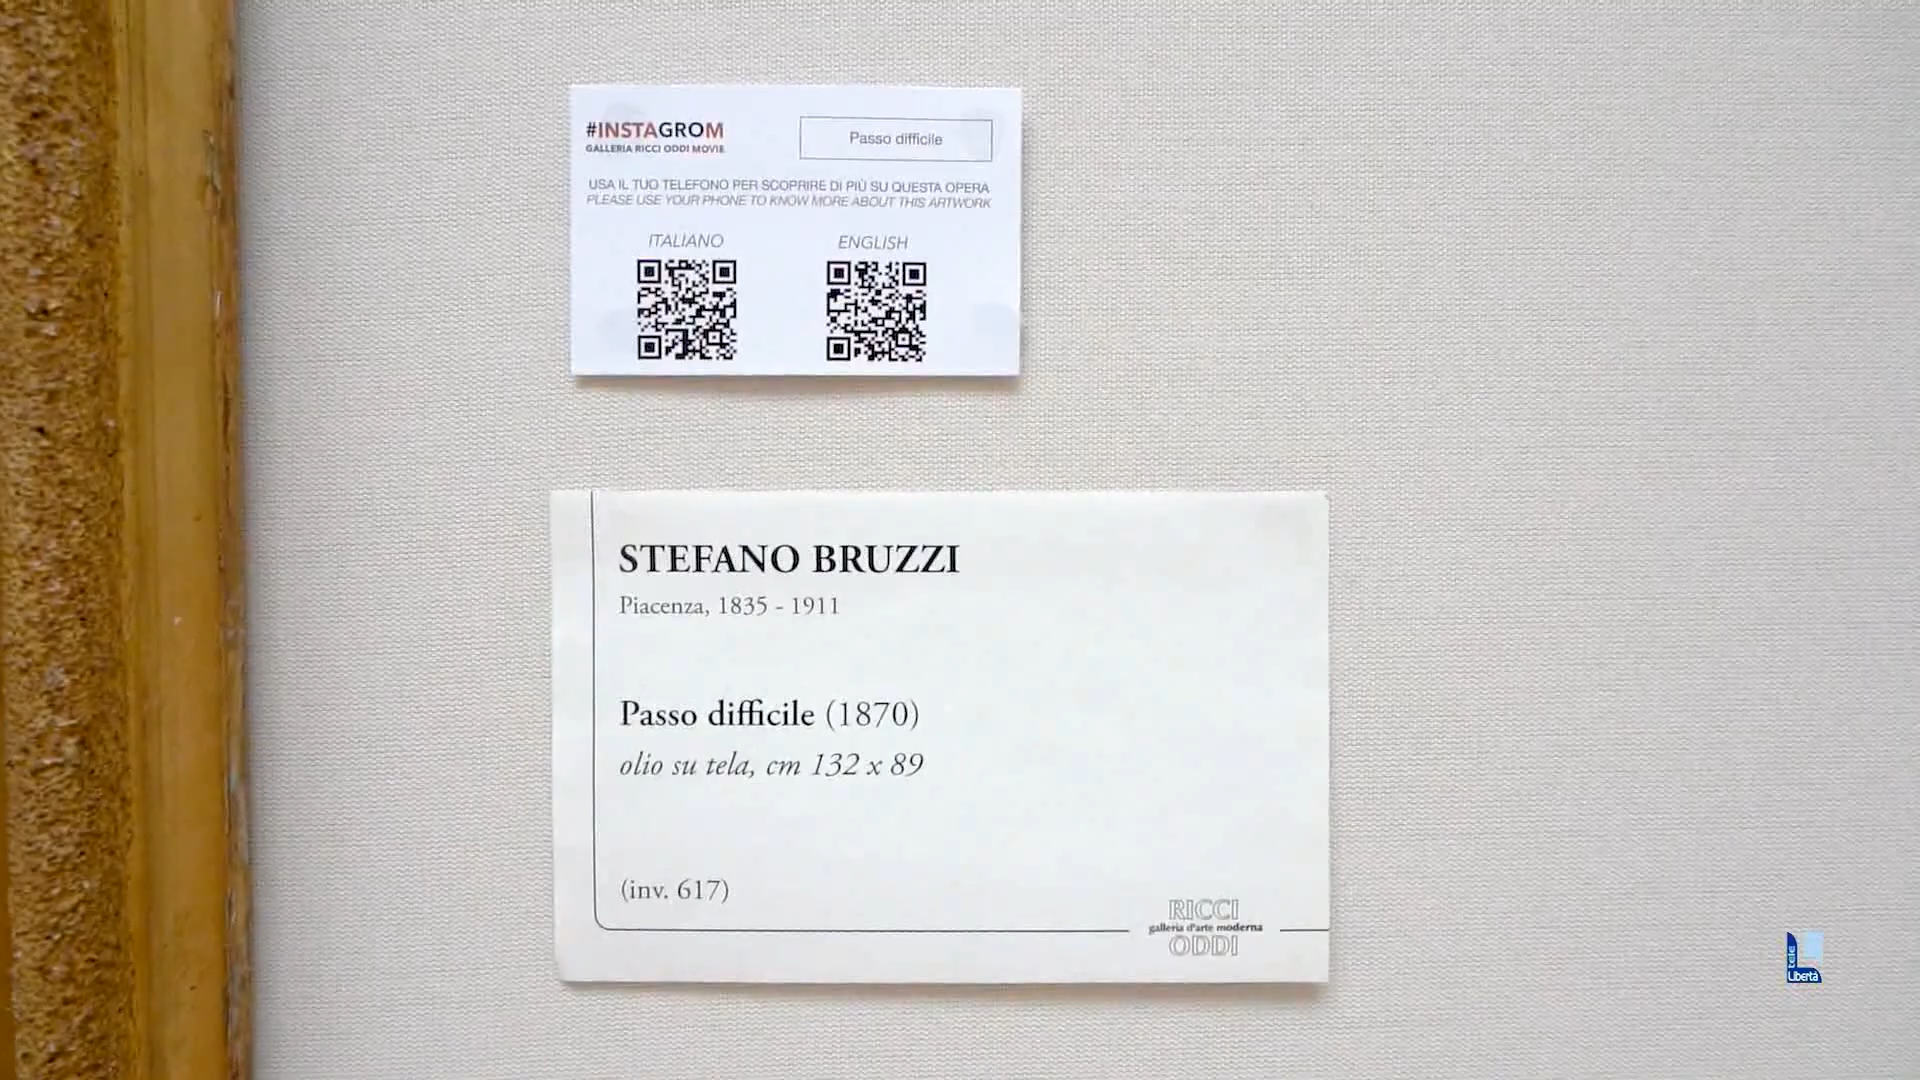 #INSTAGROM
GALLERIA RICCI ODDI MOVIE
Passo difficile
USA IL TUO TELEFONO PER SCOPRIRE DI PIÙ SU QUESTA OPERA
PLEASE USE YOUR PHONE TO KNOW MORE ABOUT THIS ARTWORK
ITALIANO
ENGLISH
STEFANO BRUZZI
Piacenza, 1835 - 1911
Passo difficile (1870)
olio su tela, cm 132 x 89
(inv. 617)
RICCI
galleria d'arte moderna
ODDI
tele
Libertà